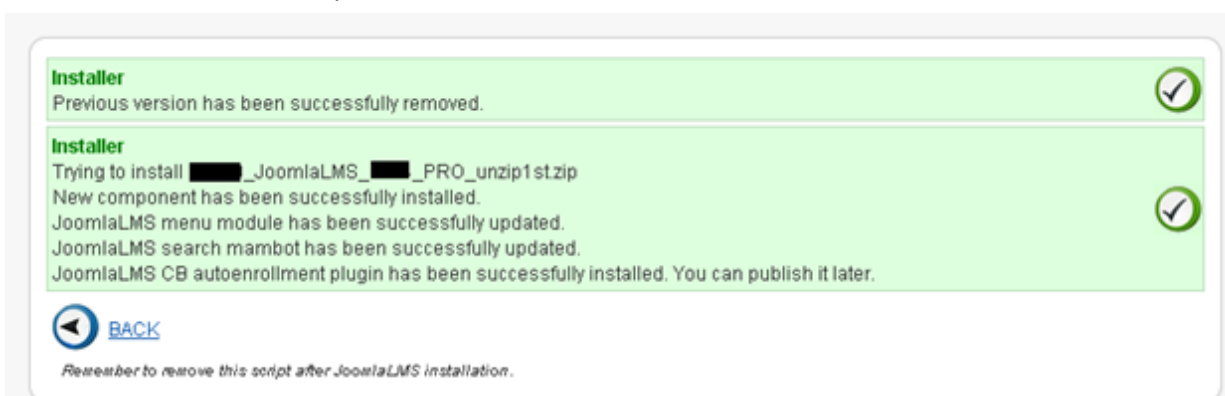 Installer
Previous version has been successfully removed.
Installer
Trying to install _JoomlaLMS_ _PRO_unzip1st.zip
New component has been successfully installed.
JoomlaLMS menu module has been successfully updated.
JoomlaLMS search mambot has been successfully updated.
JoomlaLMS CB autoenrollment plugin has been successfully installed. You can publish it later.
BACK
Remember to remove this script after JoomlaLMS installation.